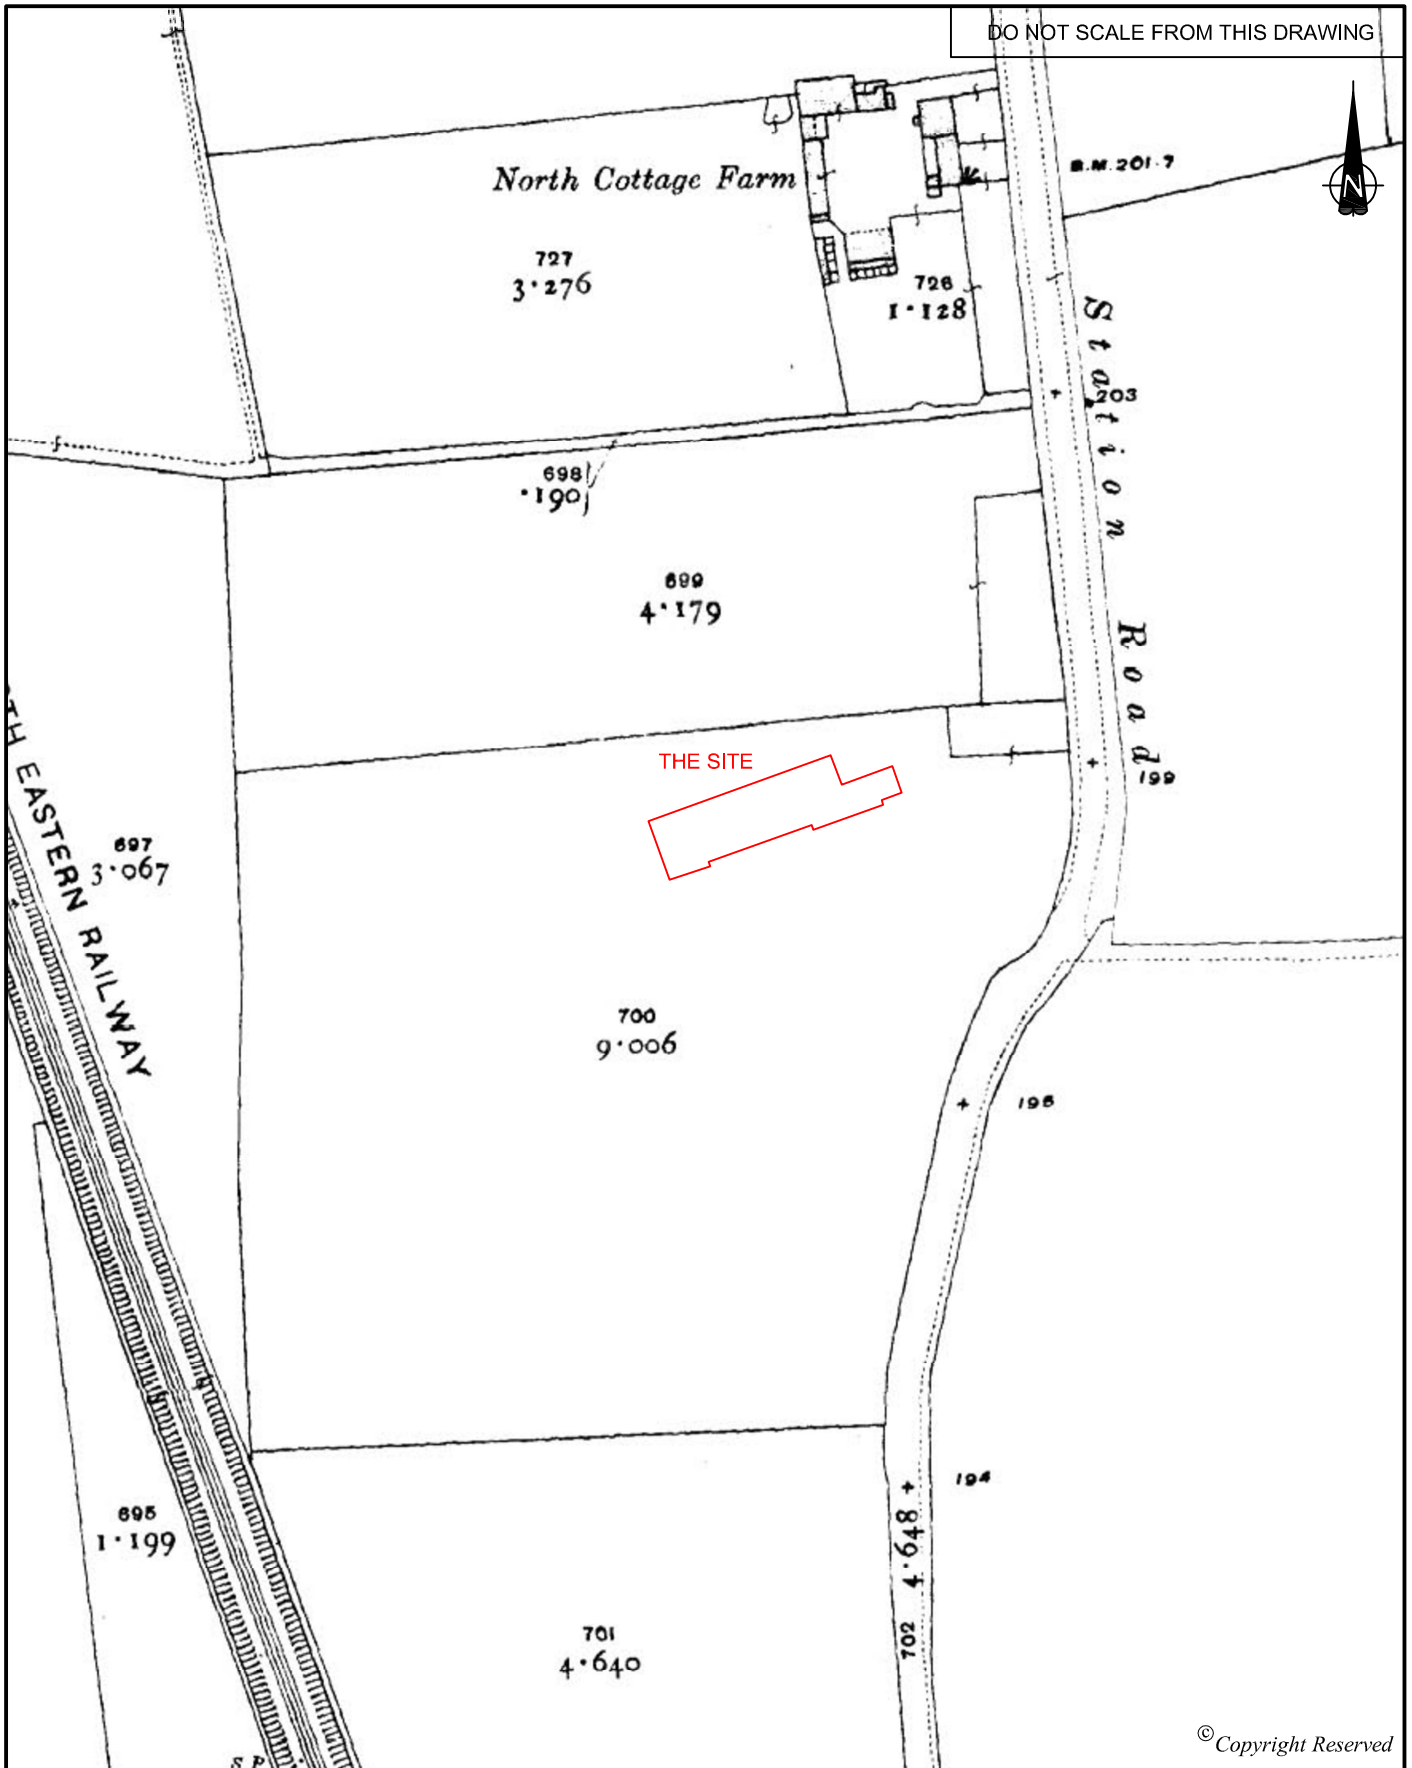 DO NOT SCALE FROM THIS DRAWING
N
B.M. 201·7
North Cottage Farm
727
3·276
726
1·128
Station Road
203
698
·190
699
4·179
THE SITE
199
TH EASTERN RAILWAY
697
3·067
700
9·006
194
695
1·199
702 4·648
701
4·640
S.P.
© Copyright Reserved